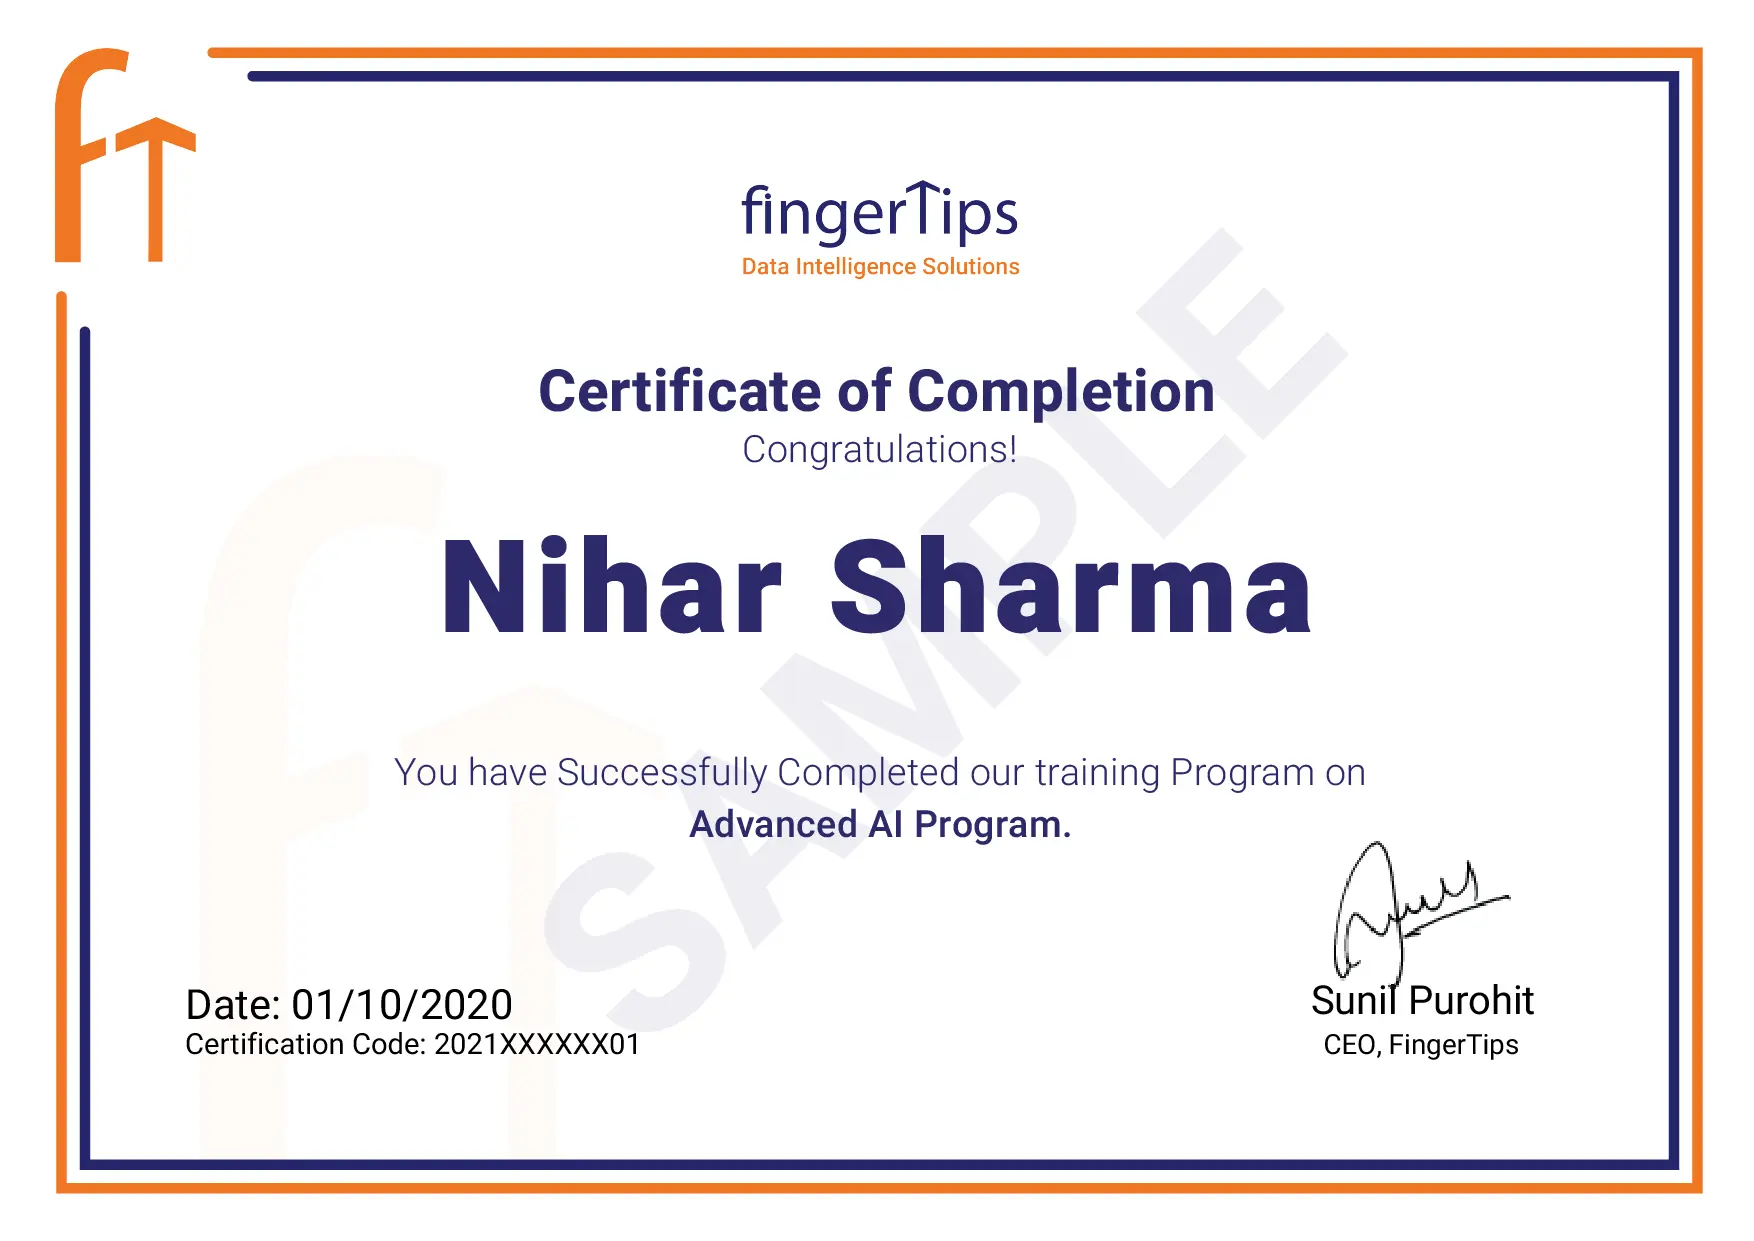 fT
fingerTips
Data Intelligence Solutions
Certificate of Completion
Congratulations!
Nihar Sharma
You have Successfully Completed our training Program on
Advanced AI Program.
SAMPLE
Date: 01/10/2020
Certification Code: 2021XXXXXX01
Sunil Purohit
CEO, FingerTips